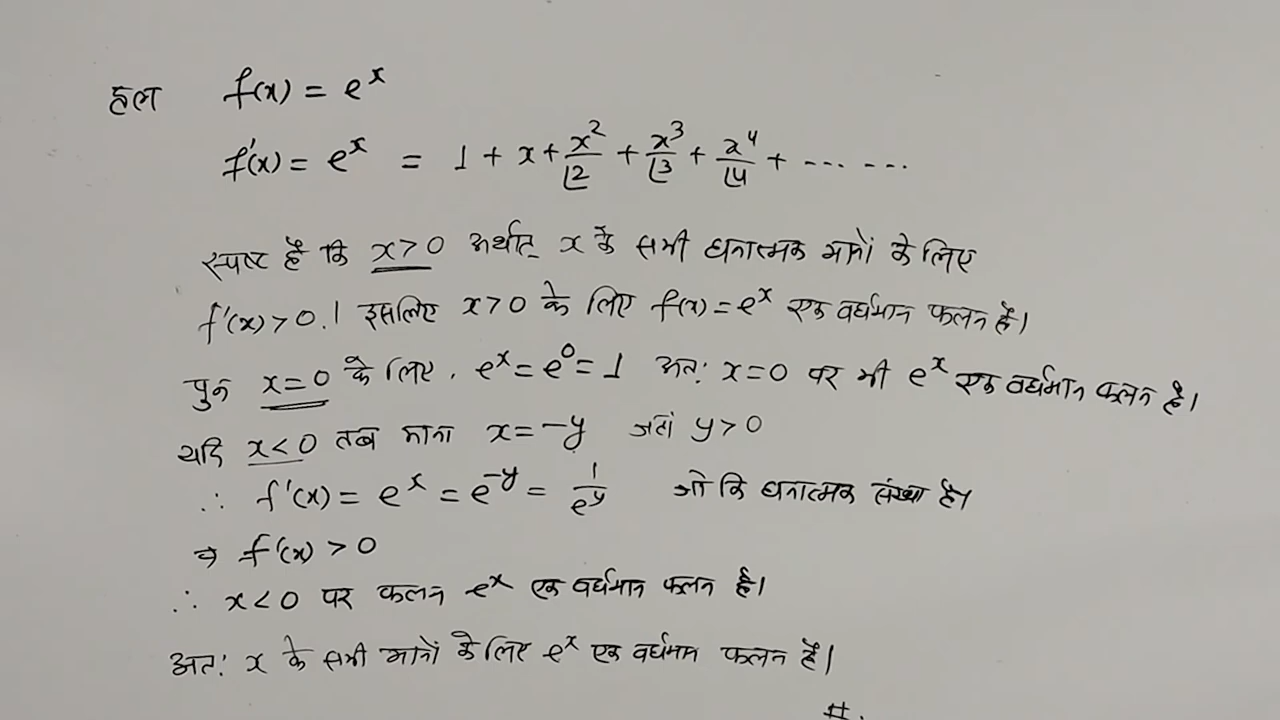 हल f(x) = e^x
f'(x) = e^x = 1 + x + x²/⌊2 + x³/⌊3 + x⁴/⌊4 + ... ...
स्पष्ट है कि x>0 अर्थात् x के सभी धनात्मक मानों के लिए
f'(x)>0.। इसलिए x>0 के लिए f(x)=e^x एक वर्धमान फलन है।
पुनः x=0 के लिए, e^x = e^0 = 1 अत: x=0 पर भी e^x एक वर्धमान फलन है।
यदि x<0 तब माना x=-y जहां y>0
∴ f'(x) = e^x = e^-y = 1/e^y जो कि धनात्मक संख्या है।
⇒ f'(x) > 0
∴ x<0 पर फलन e^x एक वर्धमान फलन है।
अत: x के सभी मानों के लिए e^x एक वर्धमान फलन है।
#.